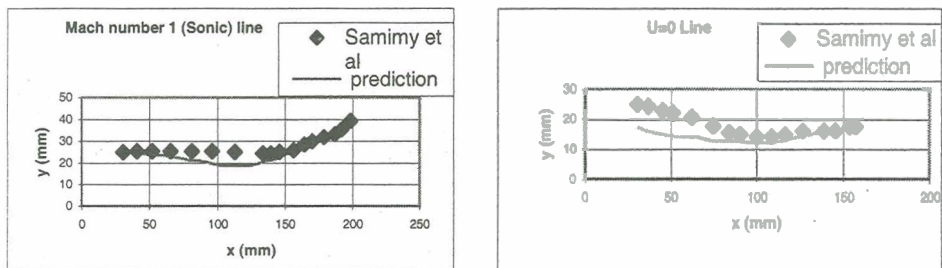 Mach number 1 (Sonic) line
Samimy et al
prediction
y (mm)
50
40
30
20
10
0
0 50 100 150 200 250
x (mm)
U=0 Line
Samimy et al
prediction
y (mm)
30
20
10
0
0 50 100 150 200
x (mm)